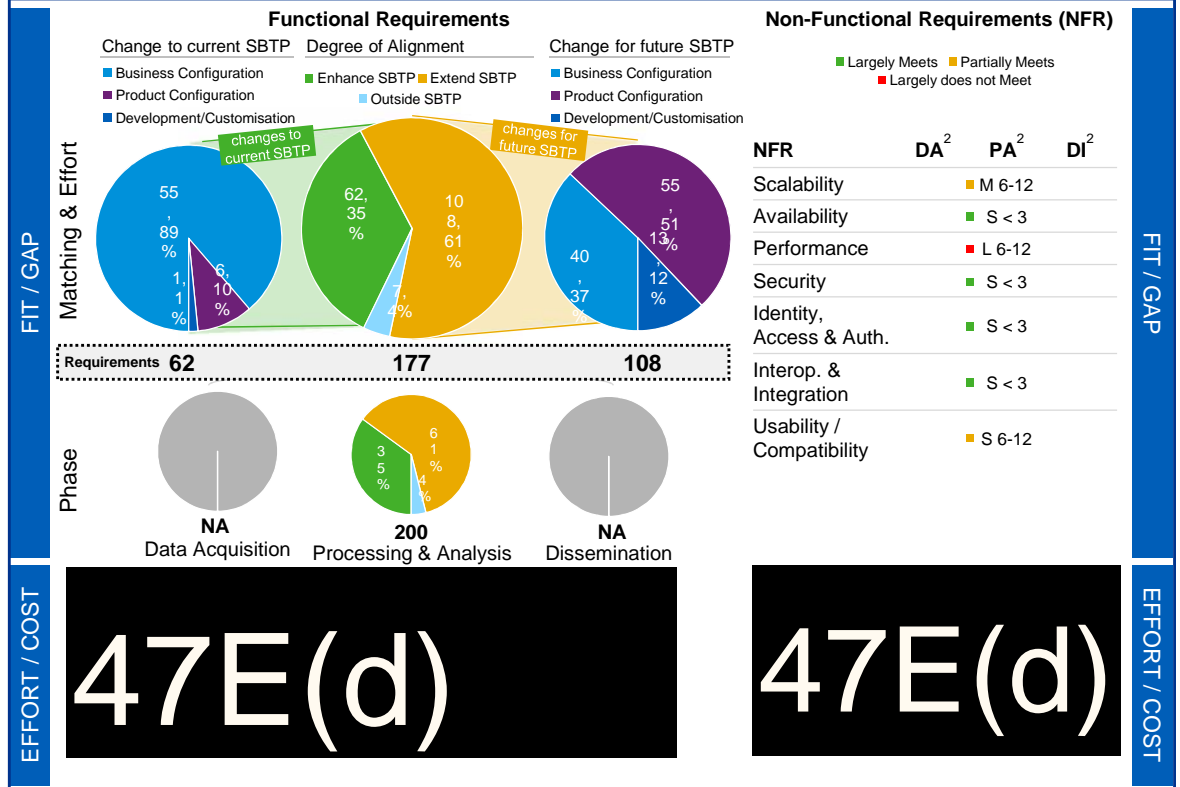 Functional Requirements
Non-Functional Requirements (NFR)
Change to current SBTP
Degree of Alignment
Change for future SBTP
Business Configuration
Product Configuration
Development/Customisation
Enhance SBTP
Extend SBTP
Outside SBTP
Business Configuration
Product Configuration
Development/Customisation
Largely Meets
Partially Meets
Largely does not Meet
FIT / GAP
Matching & Effort
changes to
current SBTP
changes for
future SBTP
55
,
89
%
1,
1
%
6,
10
%
62,
35
%
10
8,61
%
7,
4%
55
,
51
%
40
,
37
%
13,
12
%
Requirements 62
177
108
Phase
3
5
%
6
1
%
4
%
NA
Data Acquisition
200
Processing & Analysis
NA
Dissemination
NFR DA2 PA2 DI2
Scalability M 6-12
Availability S < 3
Performance L 6-12
Security S < 3
Identity,
Access & Auth. S < 3
Interop. &
Integration S < 3
Usability /
Compatibility S 6-12
FIT / GAP
EFFORT / COST
47E(d)
47E(d)
EFFORT / COST